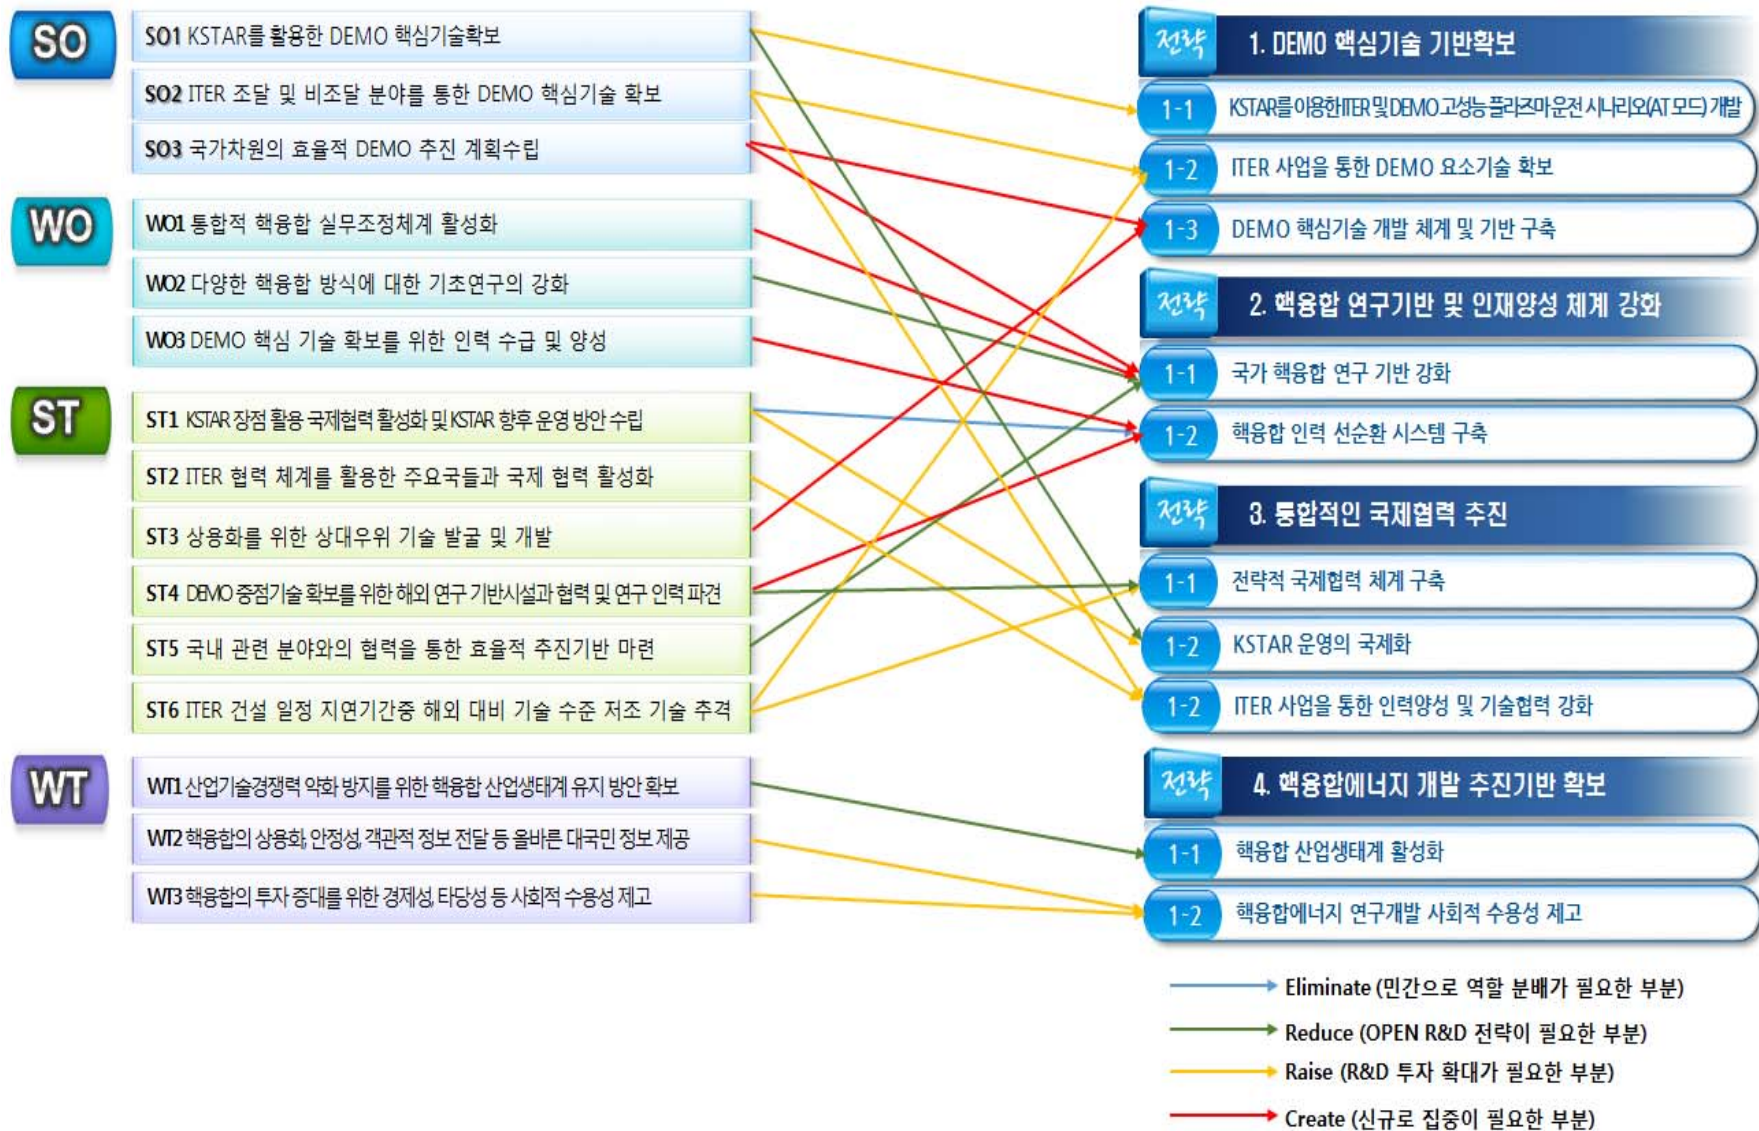 SO
SO1 KSTAR를 활용한 DEMO 핵심기술확보
SO2 ITER 조달 및 비조달 분야를 통한 DEMO 핵심기술 확보
SO3 국가차원의 효율적 DEMO 추진 계획수립
WO
WO1 통합적 핵융합 실무조정체계 활성화
WO2 다양한 핵융합 방식에 대한 기초연구의 강화
WO3 DEMO 핵심 기술 확보를 위한 인력 수급 및 양성
ST
ST1 KSTAR 장점 활용 국제협력 활성화 및 KSTAR 향후 운영 방안 수립
ST2 ITER 협력 체계를 활용한 주요국들과 국제 협력 활성화
ST3 상용화를 위한 상대우위 기술 발굴 및 개발
ST4 DEMO 중점기술 확보를 위한 해외 연구 기반시설과 협력 및 연구 인력 파견
ST5 국내 관련 분야와의 협력을 통한 효율적 추진기반 마련
ST6 ITER 건설 일정 지연기간중 해외 대비 기술 수준 저조 기술 추격
WT
WT1 산업기술경쟁력 약화 방지를 위한 핵융합 산업생태계 유지 방안 확보
WT2 핵융합의 상용화, 안정성, 객관적 정보 전달 등 올바른 대국민 정보 제공
WT3 핵융합의 투자 증대를 위한 경제성, 타당성 등 사회적 수용성 제고
전략 1. DEMO 핵심기술 기반확보
1-1 KSTAR를 이용한 ITER 및 DEMO 고성능 플라즈마 운전 시나리오(AT 모드) 개발
1-2 ITER 사업을 통한 DEMO 요소기술 확보
1-3 DEMO 핵심기술 개발 체계 및 기반 구축
전략 2. 핵융합 연구기반 및 인재양성 체계 강화
1-1 국가 핵융합 연구 기반 강화
1-2 핵융합 인력 선순환 시스템 구축
전략 3. 통합적인 국제협력 추진
1-1 전략적 국제협력 체계 구축
1-2 KSTAR 운영의 국제화
1-2 ITER 사업을 통한 인력양성 및 기술협력 강화
전략 4. 핵융합에너지 개발 추진기반 확보
1-1 핵융합 산업생태계 활성화
1-2 핵융합에너지 연구개발 사회적 수용성 제고
Eliminate (민간으로 역할 분배가 필요한 부분)
Reduce (OPEN R&D 전략이 필요한 부분)
Raise (R&D 투자 확대가 필요한 부분)
Create (신규로 집중이 필요한 부분)